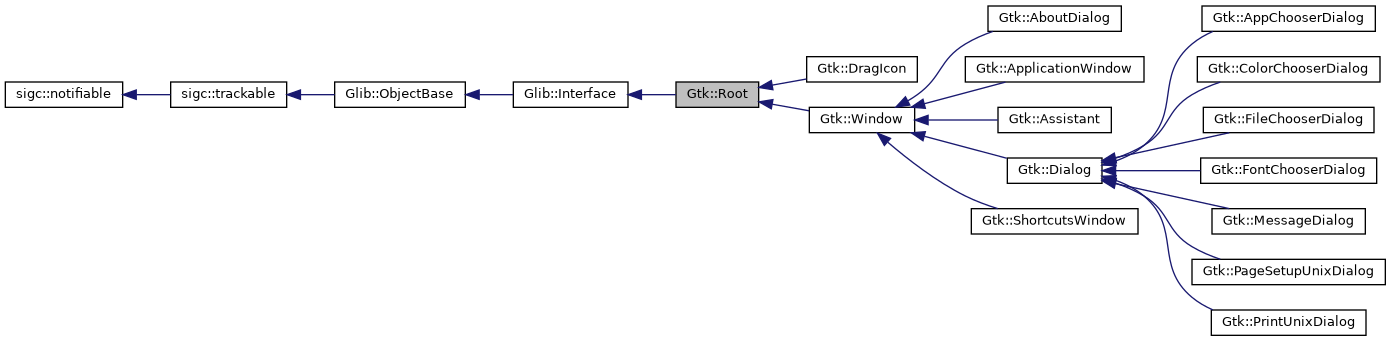 sigc::notifiable
sigc::trackable
Glib::ObjectBase
Glib::Interface
Gtk::Root
Gtk::DragIcon
Gtk::Window
Gtk::AboutDialog
Gtk::ApplicationWindow
Gtk::Assistant
Gtk::Dialog
Gtk::ShortcutsWindow
Gtk::AppChooserDialog
Gtk::ColorChooserDialog
Gtk::FileChooserDialog
Gtk::FontChooserDialog
Gtk::MessageDialog
Gtk::PageSetupUnixDialog
Gtk::PrintUnixDialog